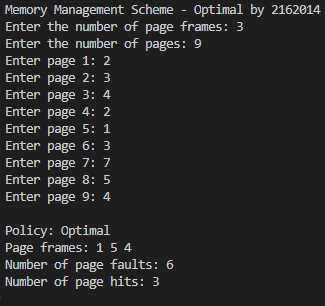 Memory Management Scheme - Optimal by 2162014
Enter the number of page frames: 3
Enter the number of pages: 9
Enter page 1: 2
Enter page 2: 3
Enter page 3: 4
Enter page 4: 2
Enter page 5: 1
Enter page 6: 3
Enter page 7: 7
Enter page 8: 5
Enter page 9: 4

Policy: Optimal
Page frames: 1 5 4
Number of page faults: 6
Number of page hits: 3